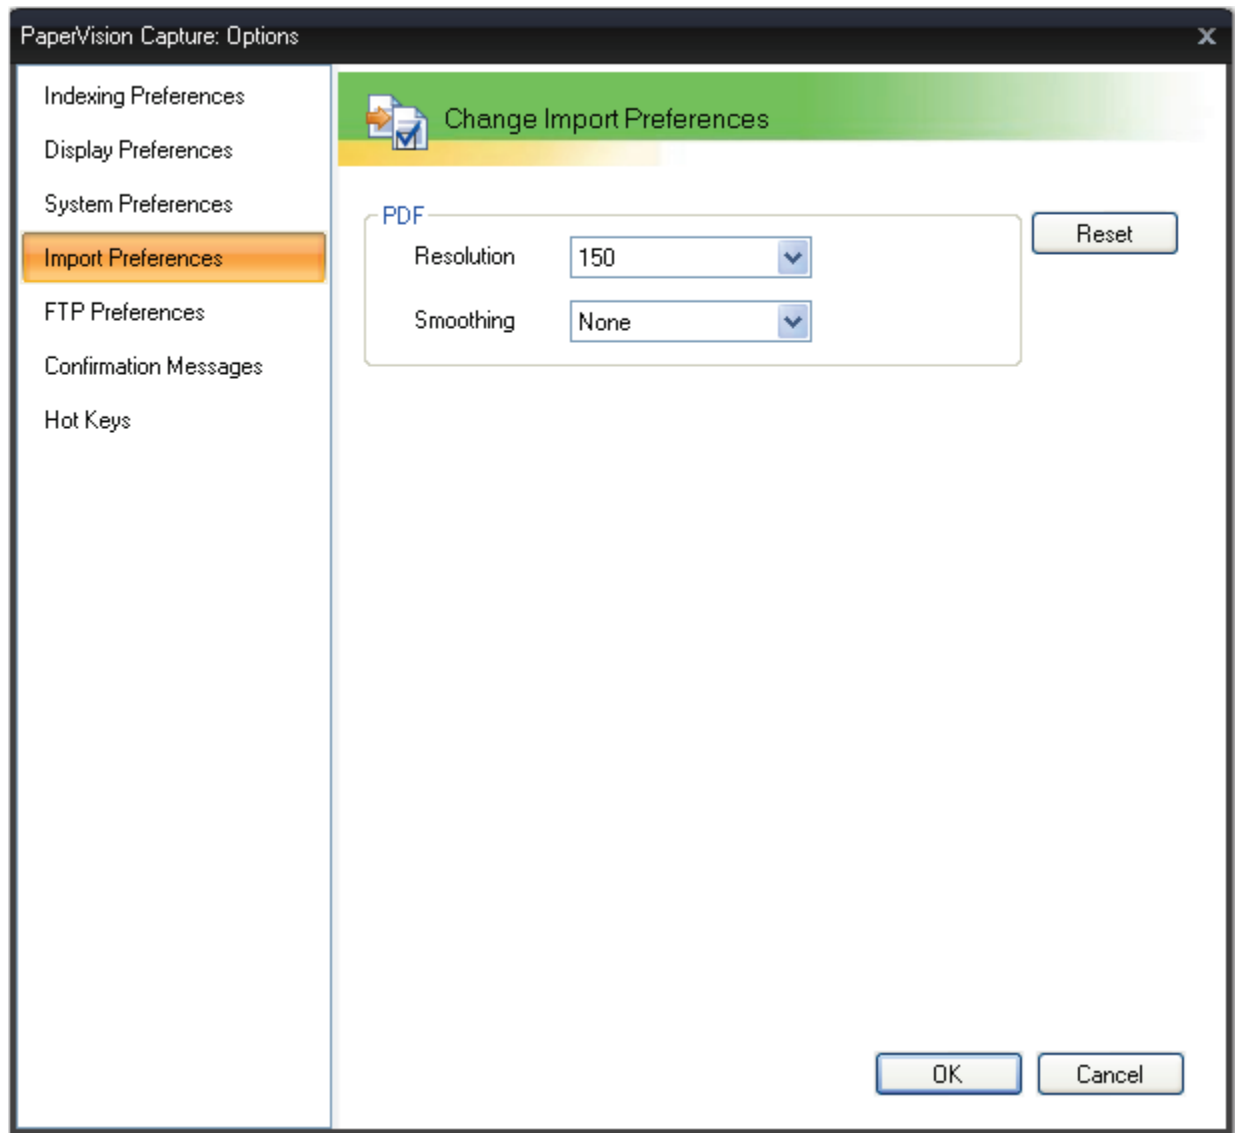 PaperVision Capture: Options
Indexing Preferences
Display Preferences
System Preferences
Import Preferences
FTP Preferences
Confirmation Messages
Hot Keys
Change Import Preferences
PDF
Resolution 150
Smoothing None
Reset
OK Cancel